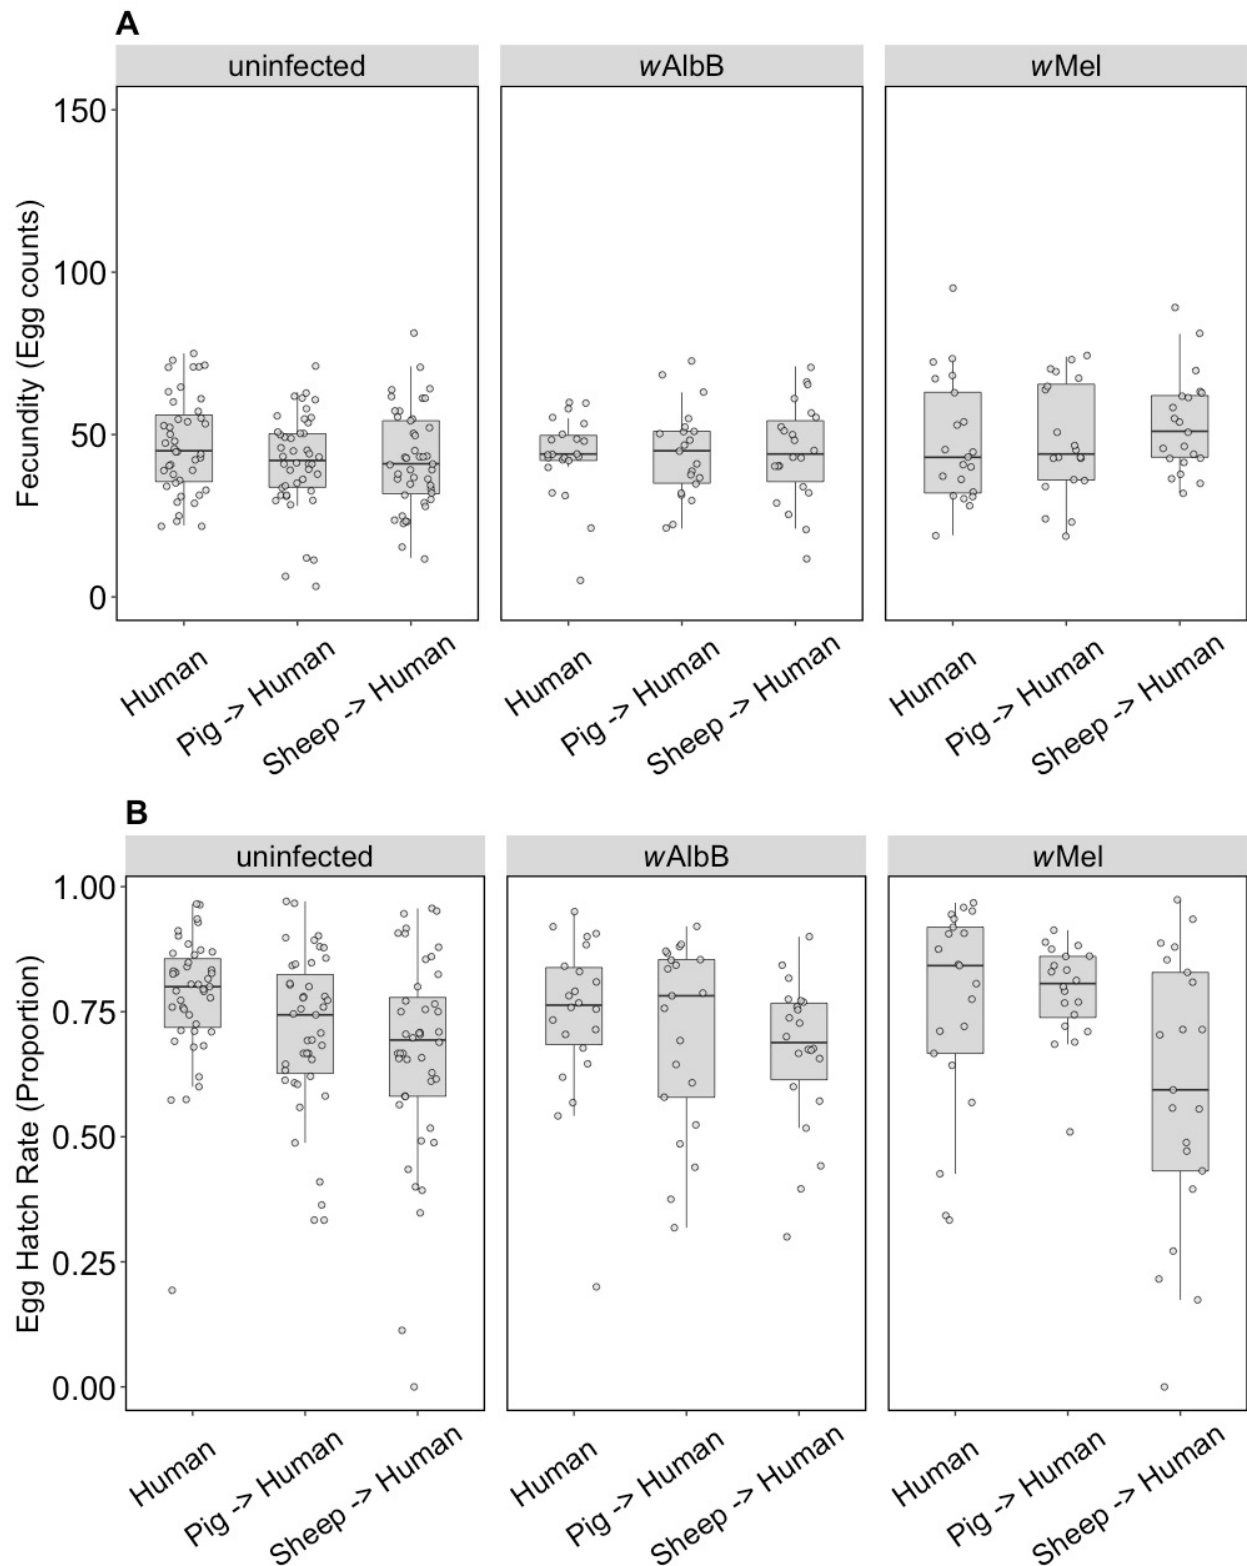 A
uninfected wAlbB wMel
150
100
50
0
Fecundity (Egg counts)
Human Pig -> Human Sheep -> Human Human Pig -> Human Sheep -> Human Human Pig -> Human Sheep -> Human
B
uninfected wAlbB wMel
1.00
0.75
0.50
0.25
0.00
Egg Hatch Rate (Proportion)
Human Pig -> Human Sheep -> Human Human Pig -> Human Sheep -> Human Human Pig -> Human Sheep -> Human